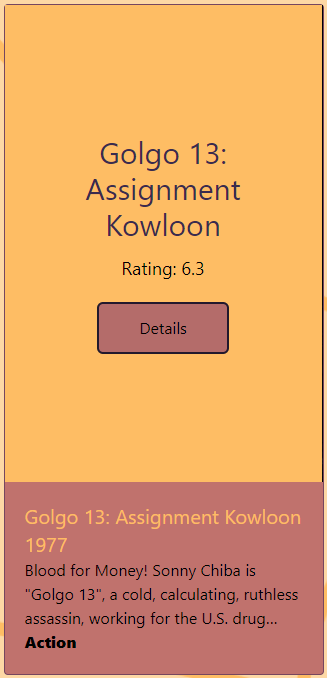 Golgo 13:
Assignment
Kowloon
Rating: 6.3
Details
Golgo 13: Assignment Kowloon
1977
Blood for Money! Sonny Chiba is
"Golgo 13", a cold, calculating, ruthless
assassin, working for the U.S. drug...
Action